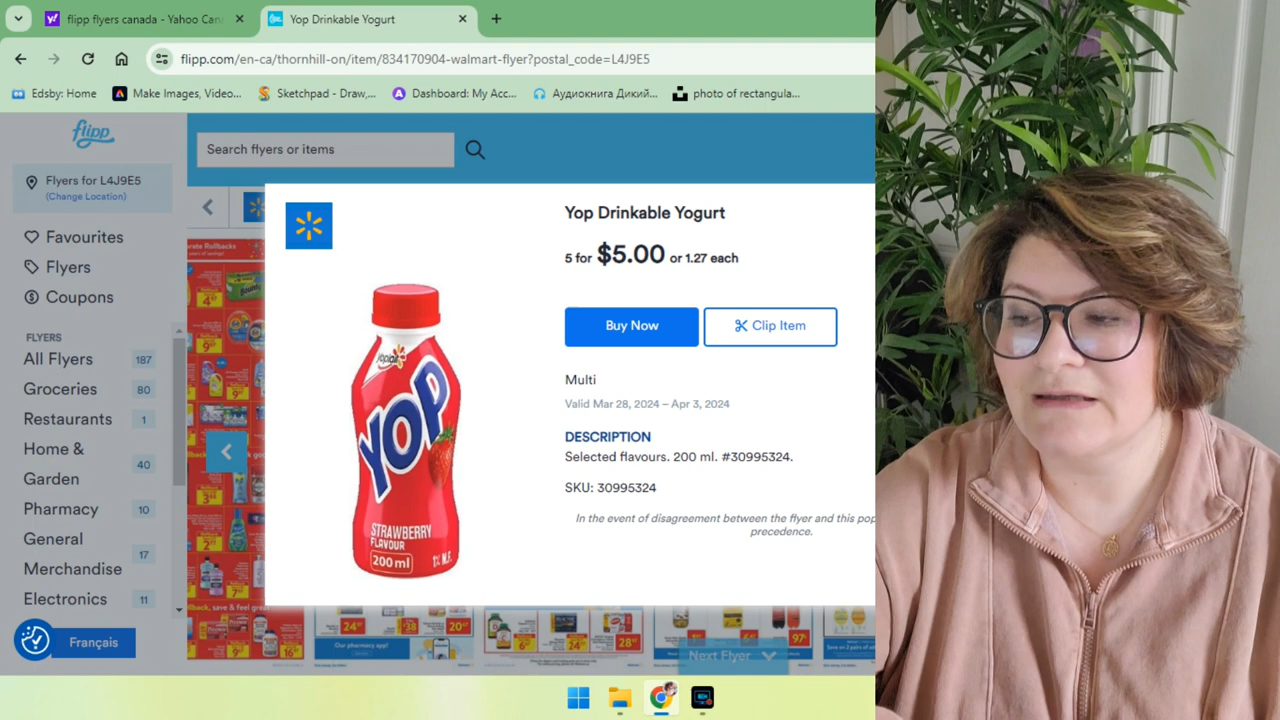 flipp flyers canada - Yahoo Can
Yop Drinkable Yogurt
flipp.com/en-ca/thornhill-on/item/834170904-walmart-flyer?postal_code=L4J9E5
Edsby: Home
Make Images, Video...
Sketchpad - Draw,...
Dashboard: My Acc...
Аудиокнига Дикий...
photo of rectangula...
flipp
Search flyers or items
Flyers for L4J9E5
(Change Location)
Favourites
Flyers
Coupons
FLYERS
All Flyers 187
Groceries 80
Restaurants 1
Home &
Garden
40
Pharmacy 10
General
Merchandise
17
Electronics 11
Français
Yop Drinkable Yogurt
5 for $5.00 or 1.27 each
Buy Now
Clip Item
Multi
Valid Mar 28, 2024 – Apr 3, 2024
DESCRIPTION
Selected flavours. 200 ml. #30995324.
SKU: 30995324
In the event of disagreement between the flyer and this pop
precedence.
Yoplait
YOP
STRAWBERRY
FLAVOUR
200 ml
1% M.F.
Our pharmacy app!
Next Flyer